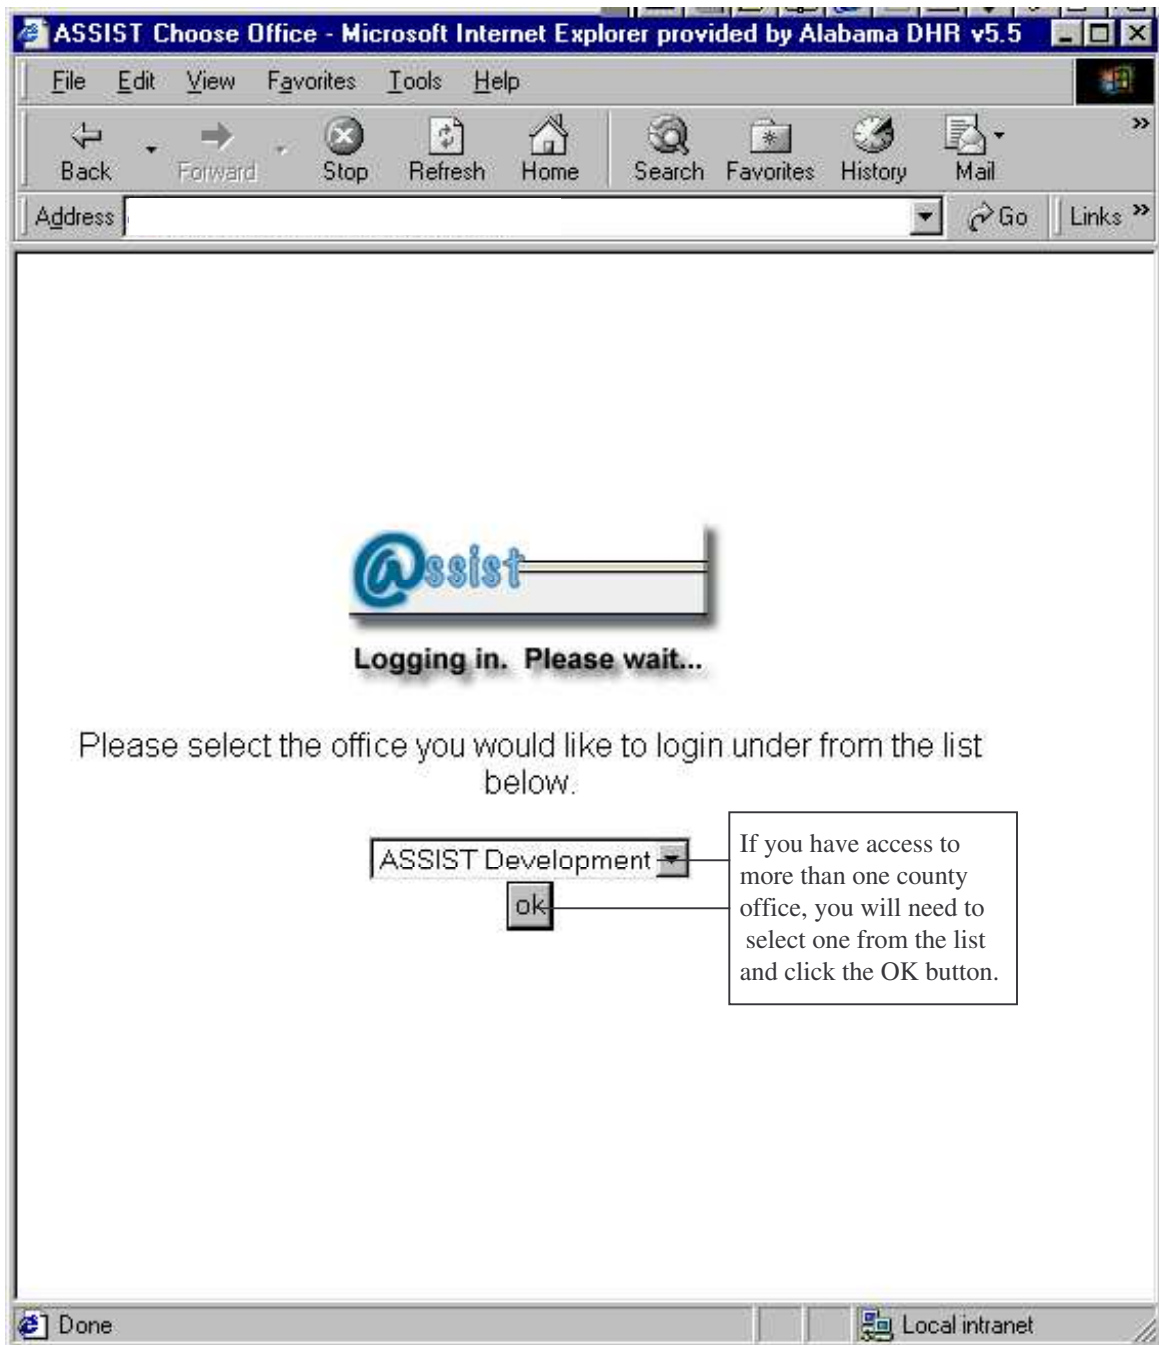 ASSIST Choose Office - Microsoft Internet Explorer provided by Alabama DHR v5.5
File Edit View Favorites Tools Help
Back Forward Stop Refresh Home Search Favorites History Mail »
Address Go Links »
@ssist
Logging in. Please wait...
Please select the office you would like to login under from the list
below.
ASSIST Development
ok
If you have access to
more than one county
office, you will need to
select one from the list
and click the OK button.
Done Local intranet